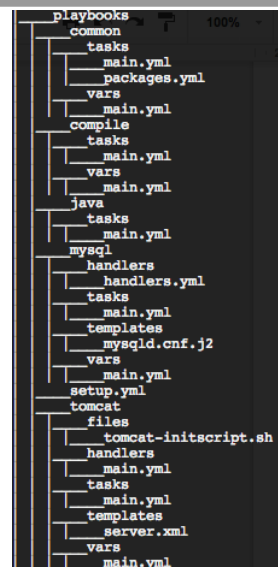 100%
playbooks
common
tasks
main.yml
packages.yml
vars
main.yml
compile
tasks
main.yml
vars
main.yml
java
tasks
main.yml
mysql
handlers
handlers.yml
tasks
main.yml
templates
mysqld.cnf.j2
vars
main.yml
setup.yml
tomcat
files
tomcat-initscript.sh
handlers
main.yml
tasks
main.yml
templates
server.xml
vars
main.yml